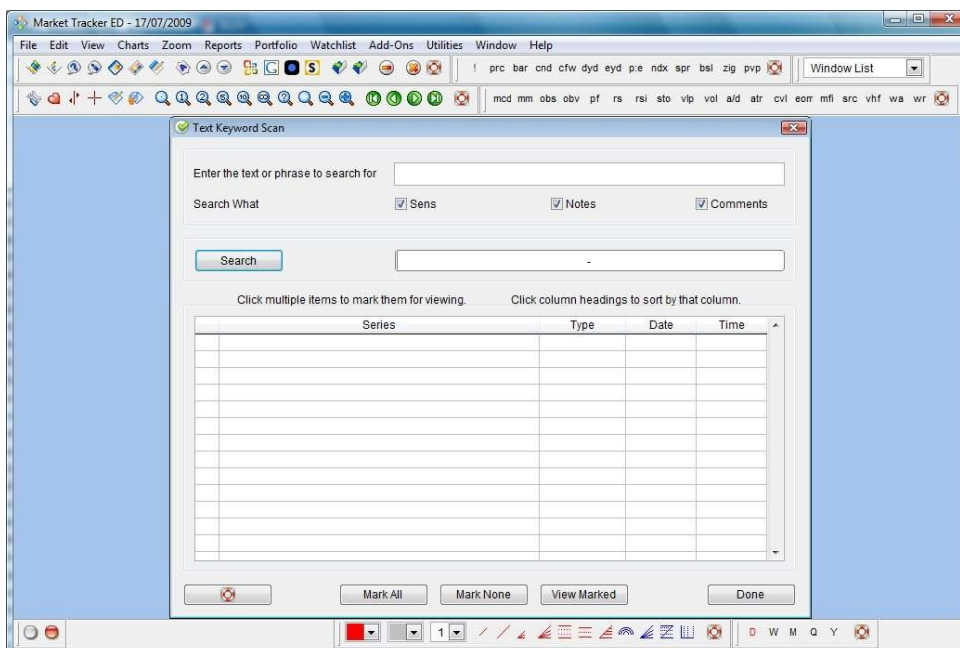 Market Tracker ED - 17/07/2009
File Edit View Charts Zoom Reports Portfolio Watchlist Add-Ons Utilities Window Help
G S ! prc bar cnd cfw dyd eyd p:e ndx spr bsl zig pvp Window List
mcd mm obs obv pf rs rsi sto vlp vol a/d atr cvl eom mfi src vhf wa wr
Text Keyword Scan
Enter the text or phrase to search for
Search What Sens Notes Comments
Search -
Click multiple items to mark them for viewing. Click column headings to sort by that column.
Series Type Date Time
Mark All Mark None View Marked Done
1 D W M Q Y